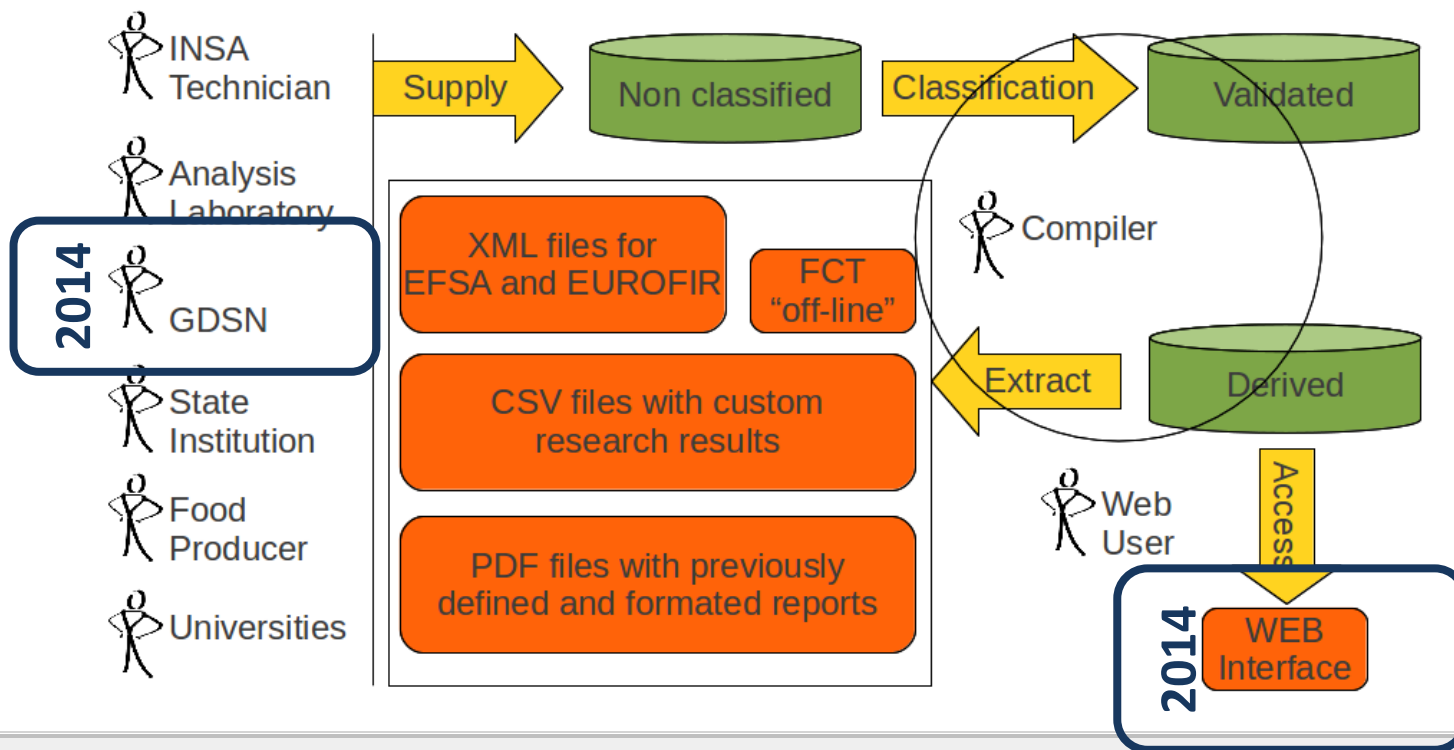 INSA
Technician
Analysis
Laboratory
2014
GDSN
State
Institution
Food
Producer
Universities
Supply
Non classified
Classification
Validated
Compiler
XML files for
EFSA and EUROFIR
FCT
“off-line”
CSV files with custom
research results
PDF files with previously
defined and formated reports
Extract
Derived
Web
User
Access
2014
WEB
Interface